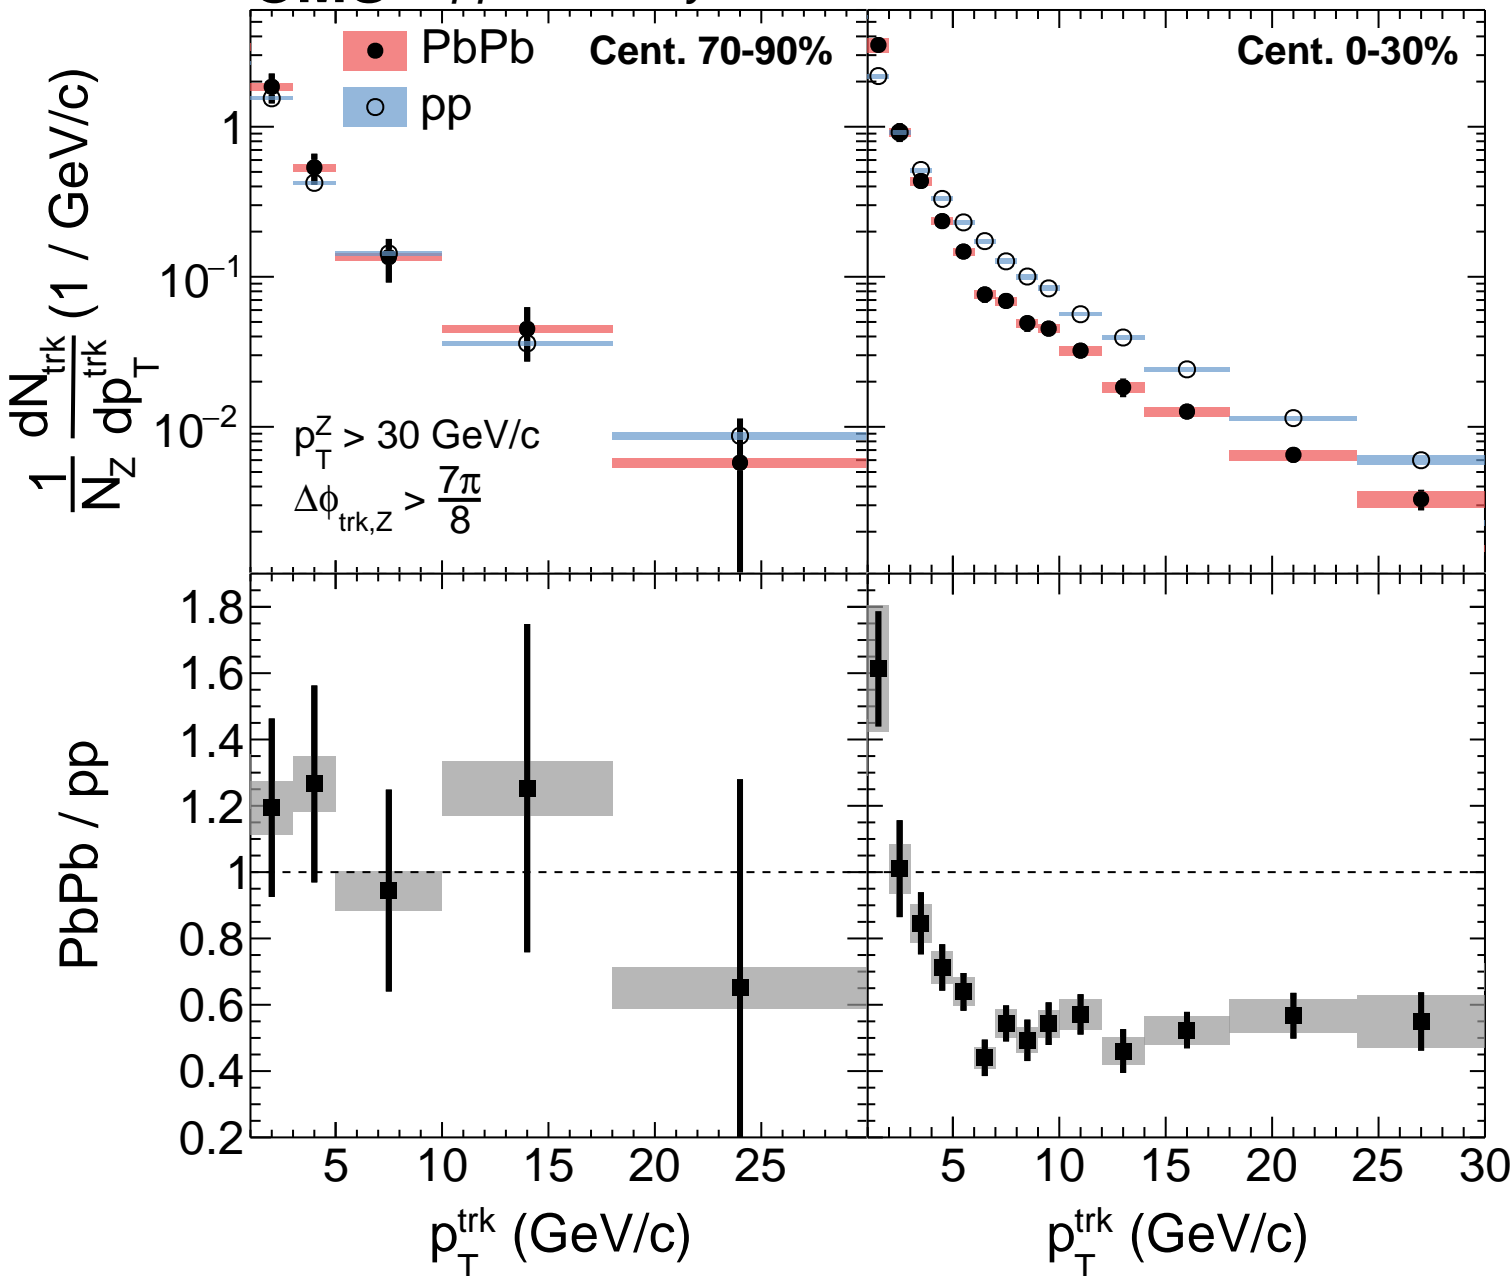 PbPb
pp
Cent. 70-90%
Cent. 0-30%
1
10⁻¹
10⁻²
1/N_Z dN^trk/dp_T^trk (1 / GeV/c)
p_T^Z > 30 GeV/c
Δϕ_trk,Z > 7π/8
1.8
1.6
1.4
1.2
1
0.8
0.6
0.4
0.2
PbPb / pp
5 10 15 20 25
5 10 15 20 25 30
p_T^trk (GeV/c)
p_T^trk (GeV/c)